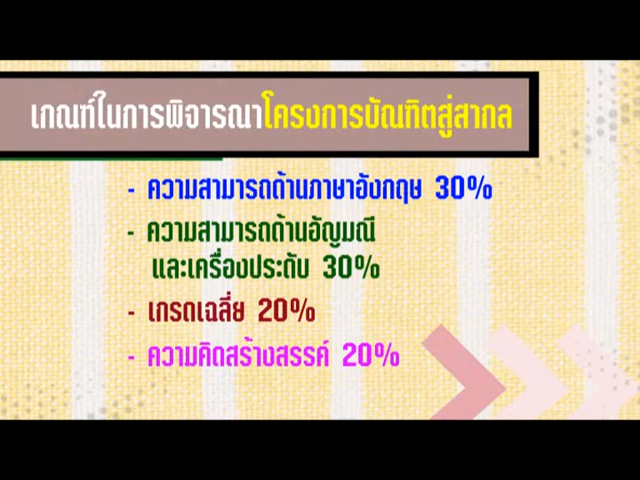 เกณฑ์ในการพิจารณาโครงการบัณฑิตสู่สากล
- ความสามารถด้านภาษาอังกฤษ 30%
- ความสามารถด้านอัญมณี
และเครื่องประดับ 30%
- เกรดเฉลี่ย 20%
- ความคิดสร้างสรรค์ 20%